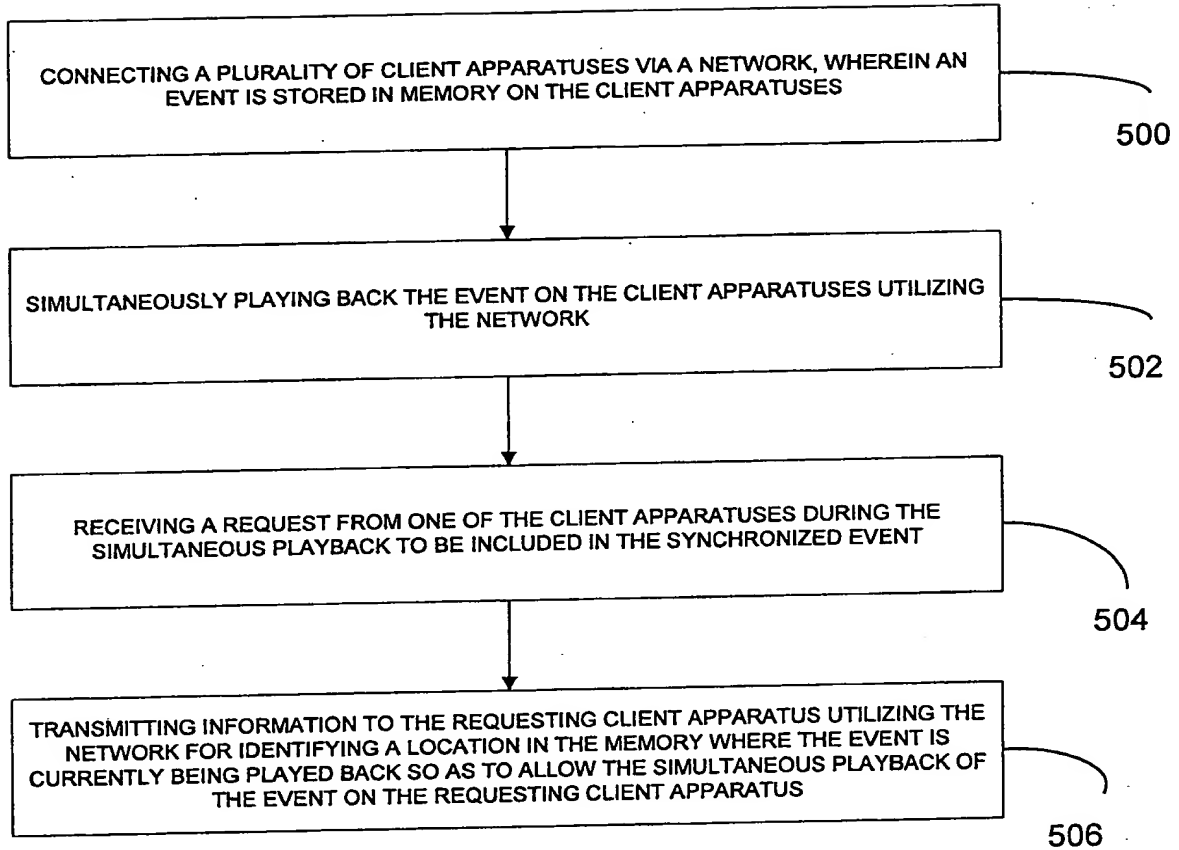 CONNECTING A PLURALITY OF CLIENT APPARATUSES VIA A NETWORK, WHEREIN AN
EVENT IS STORED IN MEMORY ON THE CLIENT APPARATUSES
500
SIMULTANEOUSLY PLAYING BACK THE EVENT ON THE CLIENT APPARATUSES UTILIZING
THE NETWORK
502
RECEIVING A REQUEST FROM ONE OF THE CLIENT APPARATUSES DURING THE
SIMULTANEOUS PLAYBACK TO BE INCLUDED IN THE SYNCHRONIZED EVENT
504
TRANSMITTING INFORMATION TO THE REQUESTING CLIENT APPARATUS UTILIZING THE
NETWORK FOR IDENTIFYING A LOCATION IN THE MEMORY WHERE THE EVENT IS
CURRENTLY BEING PLAYED BACK SO AS TO ALLOW THE SIMULTANEOUS PLAYBACK OF
THE EVENT ON THE REQUESTING CLIENT APPARATUS
506